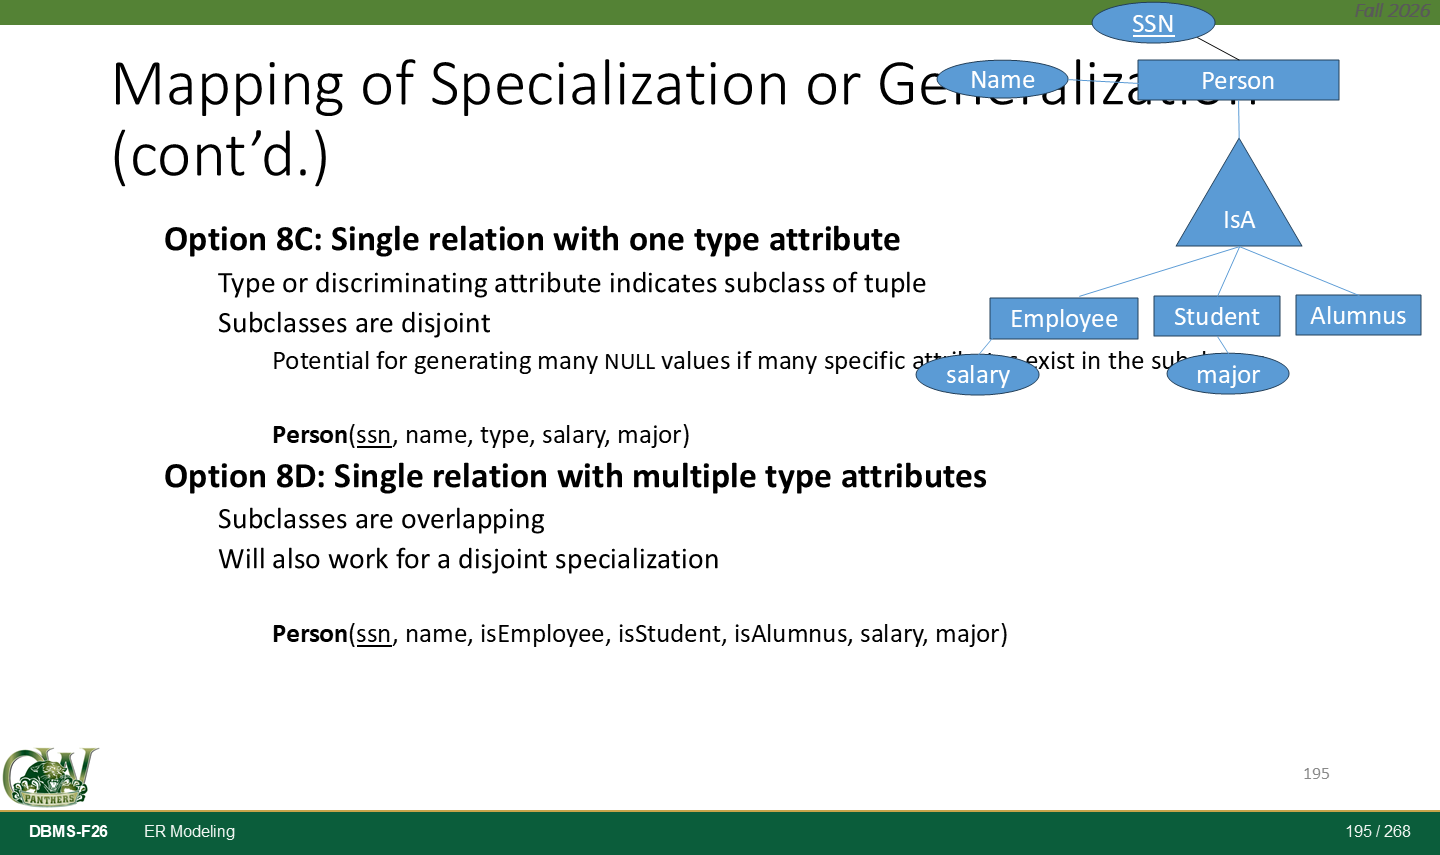 Fall 2026
SSN
Name
Person
Mapping of Specialization or Generalization
(cont’d.)
IsA
Employee
Student
Alumnus
salary
major
Option 8C: Single relation with one type attribute
Type or discriminating attribute indicates subclass of tuple
Subclasses are disjoint
Potential for generating many NULL values if many specific attributes exist in the
Person(ssn, name, type, salary, major)
Option 8D: Single relation with multiple type attributes
Subclasses are overlapping
Will also work for a disjoint specialization
Person(ssn, name, isEmployee, isStudent, isAlumnus, salary, major)
OW
PANTHERS
195
DBMS-F26
ER Modeling
195 / 268